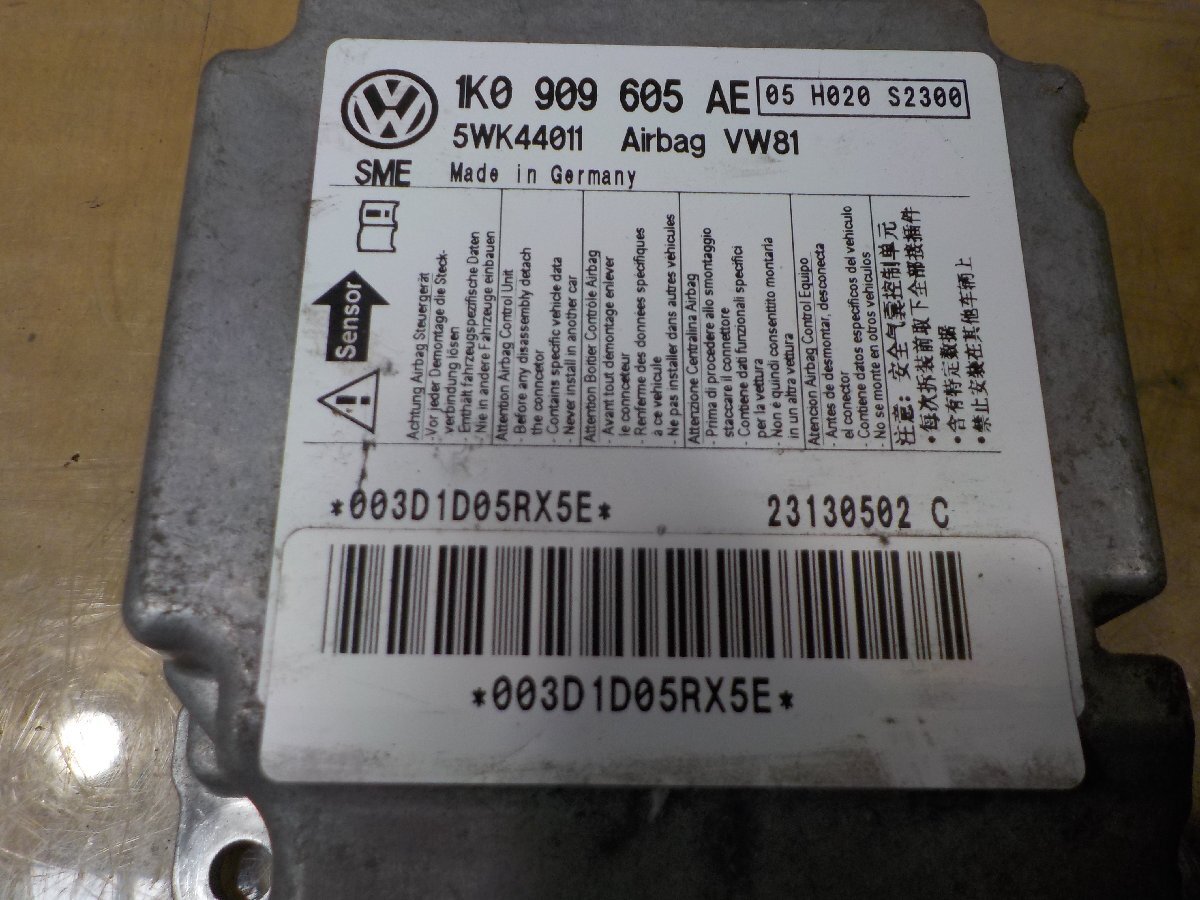 1K0 909 605 AE 05 H020 S2300
5WK44011 Airbag VW81
SME Made in Germany
Sensor
Achtung Airbag Steuergerät
-Vor jeder Demontage die Steck-
verbindung lösen
-Enthält fahrzeugspezifische Daten
Nie in andere Fahrzeuge einbauen
Attention Airbag Control Unit
- Before any disassembly detach
the connector
- Contains specific vehicle data
- Never install in another car
Attention Boitier Controle Airbag
- Avant tout demontage enlever
le connecteur
- Renferme des donnees specifiques
à ce vehicule
- Ne pas installer dans autres vehicules
Attenzione Centralina Airbag
- Prima di procedere allo smontaggio
staccare il connettore
- Contiene dati funzionali specifici
per la vettura
Non è quindi consentito montaria
in un altra vettura
Atencion Airbag Control Equipo
- Antes de desmontar, desconecta
el conector
- Contiene datos especificos del vehiculo
- No se monte en otros vehiculos
注意: 安全气囊控制单元
•每次拆装前取下全部接插件
•含有特定数据
•禁止安装在其他车辆上
*003D1D05RX5E* 23130502 C
*003D1D05RX5E*